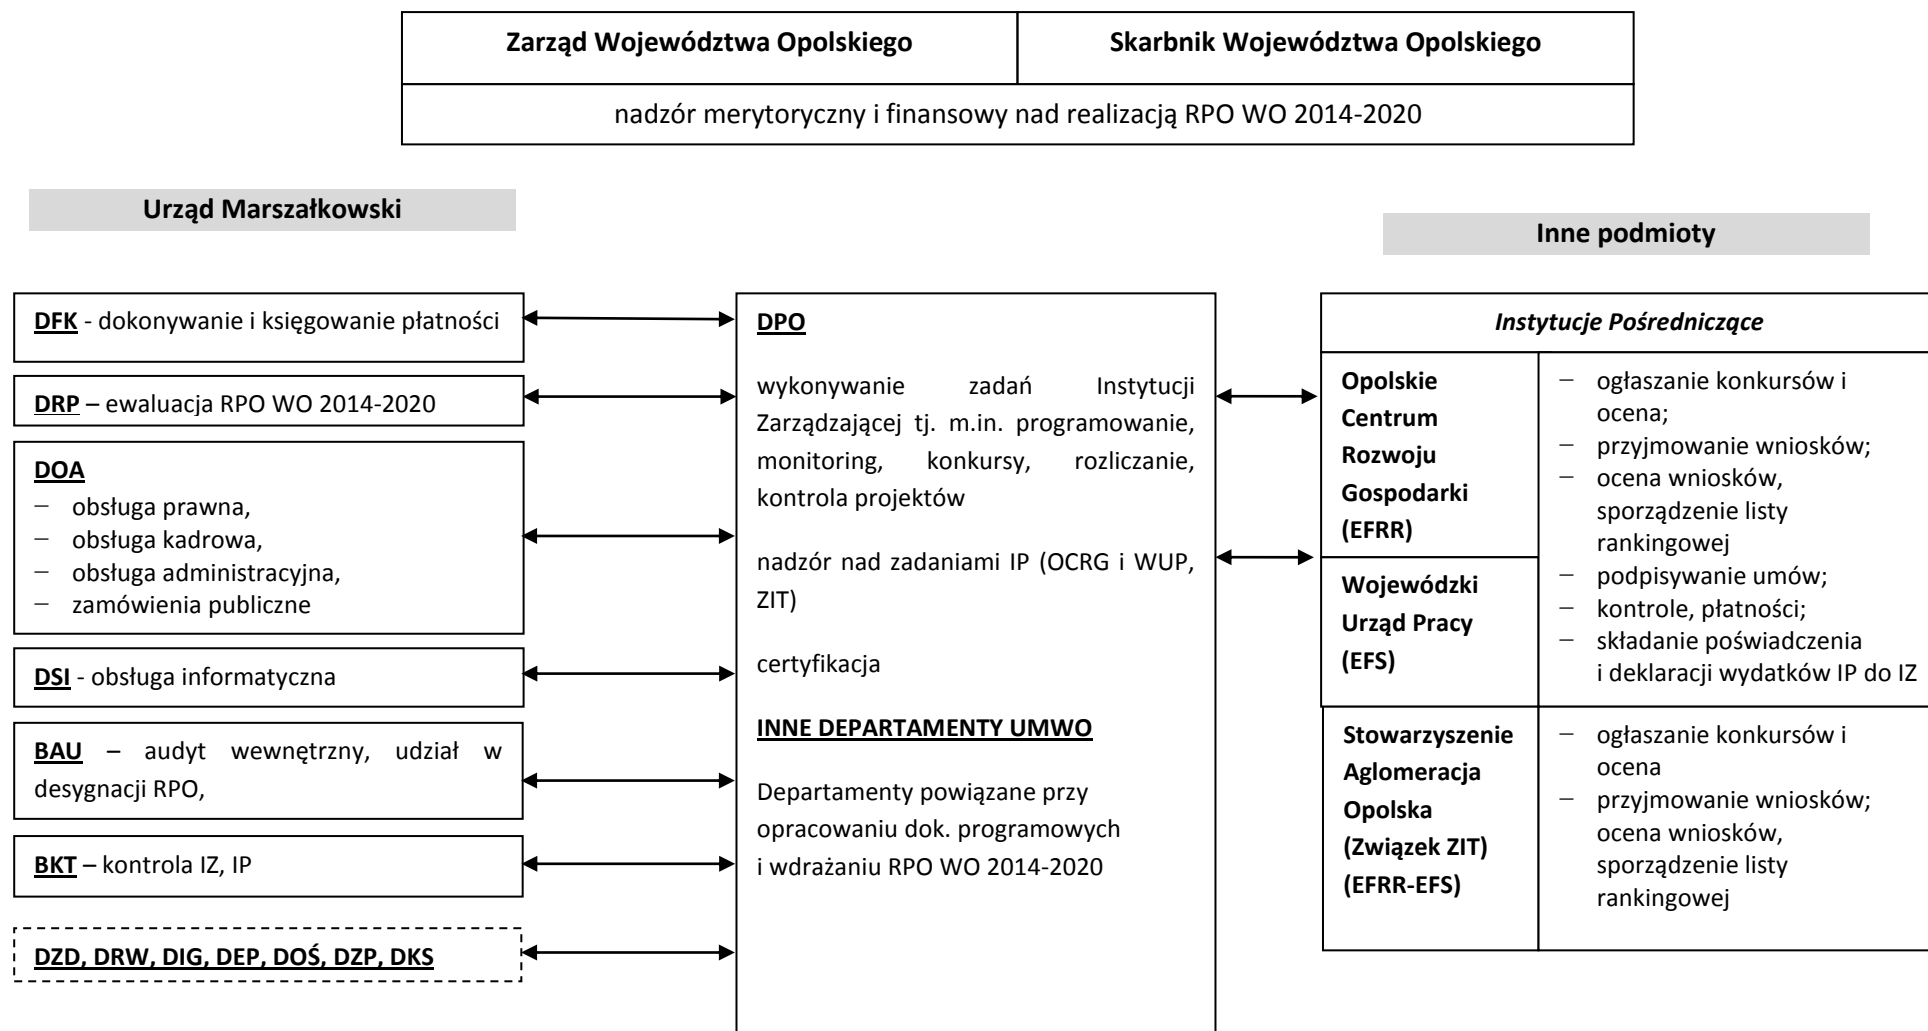 Zarząd Województwa Opolskiego
Skarbnik Województwa Opolskiego
nadzór merytoryczny i finansowy nad realizacją RPO WO 2014-2020
Urząd Marszałkowski
DFK - dokonywanie i księgowanie płatności
DRP – ewaluacja RPO WO 2014-2020
DOA
– obsługa prawna,
– obsługa kadrowa,
– obsługa administracyjna,
– zamówienia publiczne
DSI - obsługa informatyczna
BAU – audyt wewnętrzny, udział w
desygnacji RPO,
BKT – kontrola IZ, IP
DZD, DRW, DIG, DEP, DOŚ, DZP, DKS
DPO
wykonywanie zadań Instytucji
Zarządzającej tj. m.in. programowanie,
monitoring, konkursy, rozliczanie,
kontrola projektów
nadzór nad zadaniami IP (OCRG i WUP,
ZIT)
certyfikacja
INNE DEPARTAMENTY UMWO
Departamenty powiązane przy
opracowaniu dok. programowych
i wdrażaniu RPO WO 2014-2020
Inne podmioty
Instytucje Pośredniczące
Opolskie
Centrum
Rozwoju
Gospodarki
(EFRR)
Wojewódzki
Urząd Pracy
(EFS)
– ogłaszanie konkursów i
ocena;
– przyjmowanie wniosków;
– ocena wniosków,
sporządzenie listy
rankingowej
– podpisywanie umów;
– kontrole, płatności;
– składanie poświadczenia
i deklaracji wydatków IP do IZ
Stowarzyszenie
Aglomeracja
Opolska
(Związek ZIT)
(EFRR-EFS)
– ogłaszanie konkursów i
ocena
– przyjmowanie wniosków;
ocena wniosków,
sporządzenie listy
rankingowej